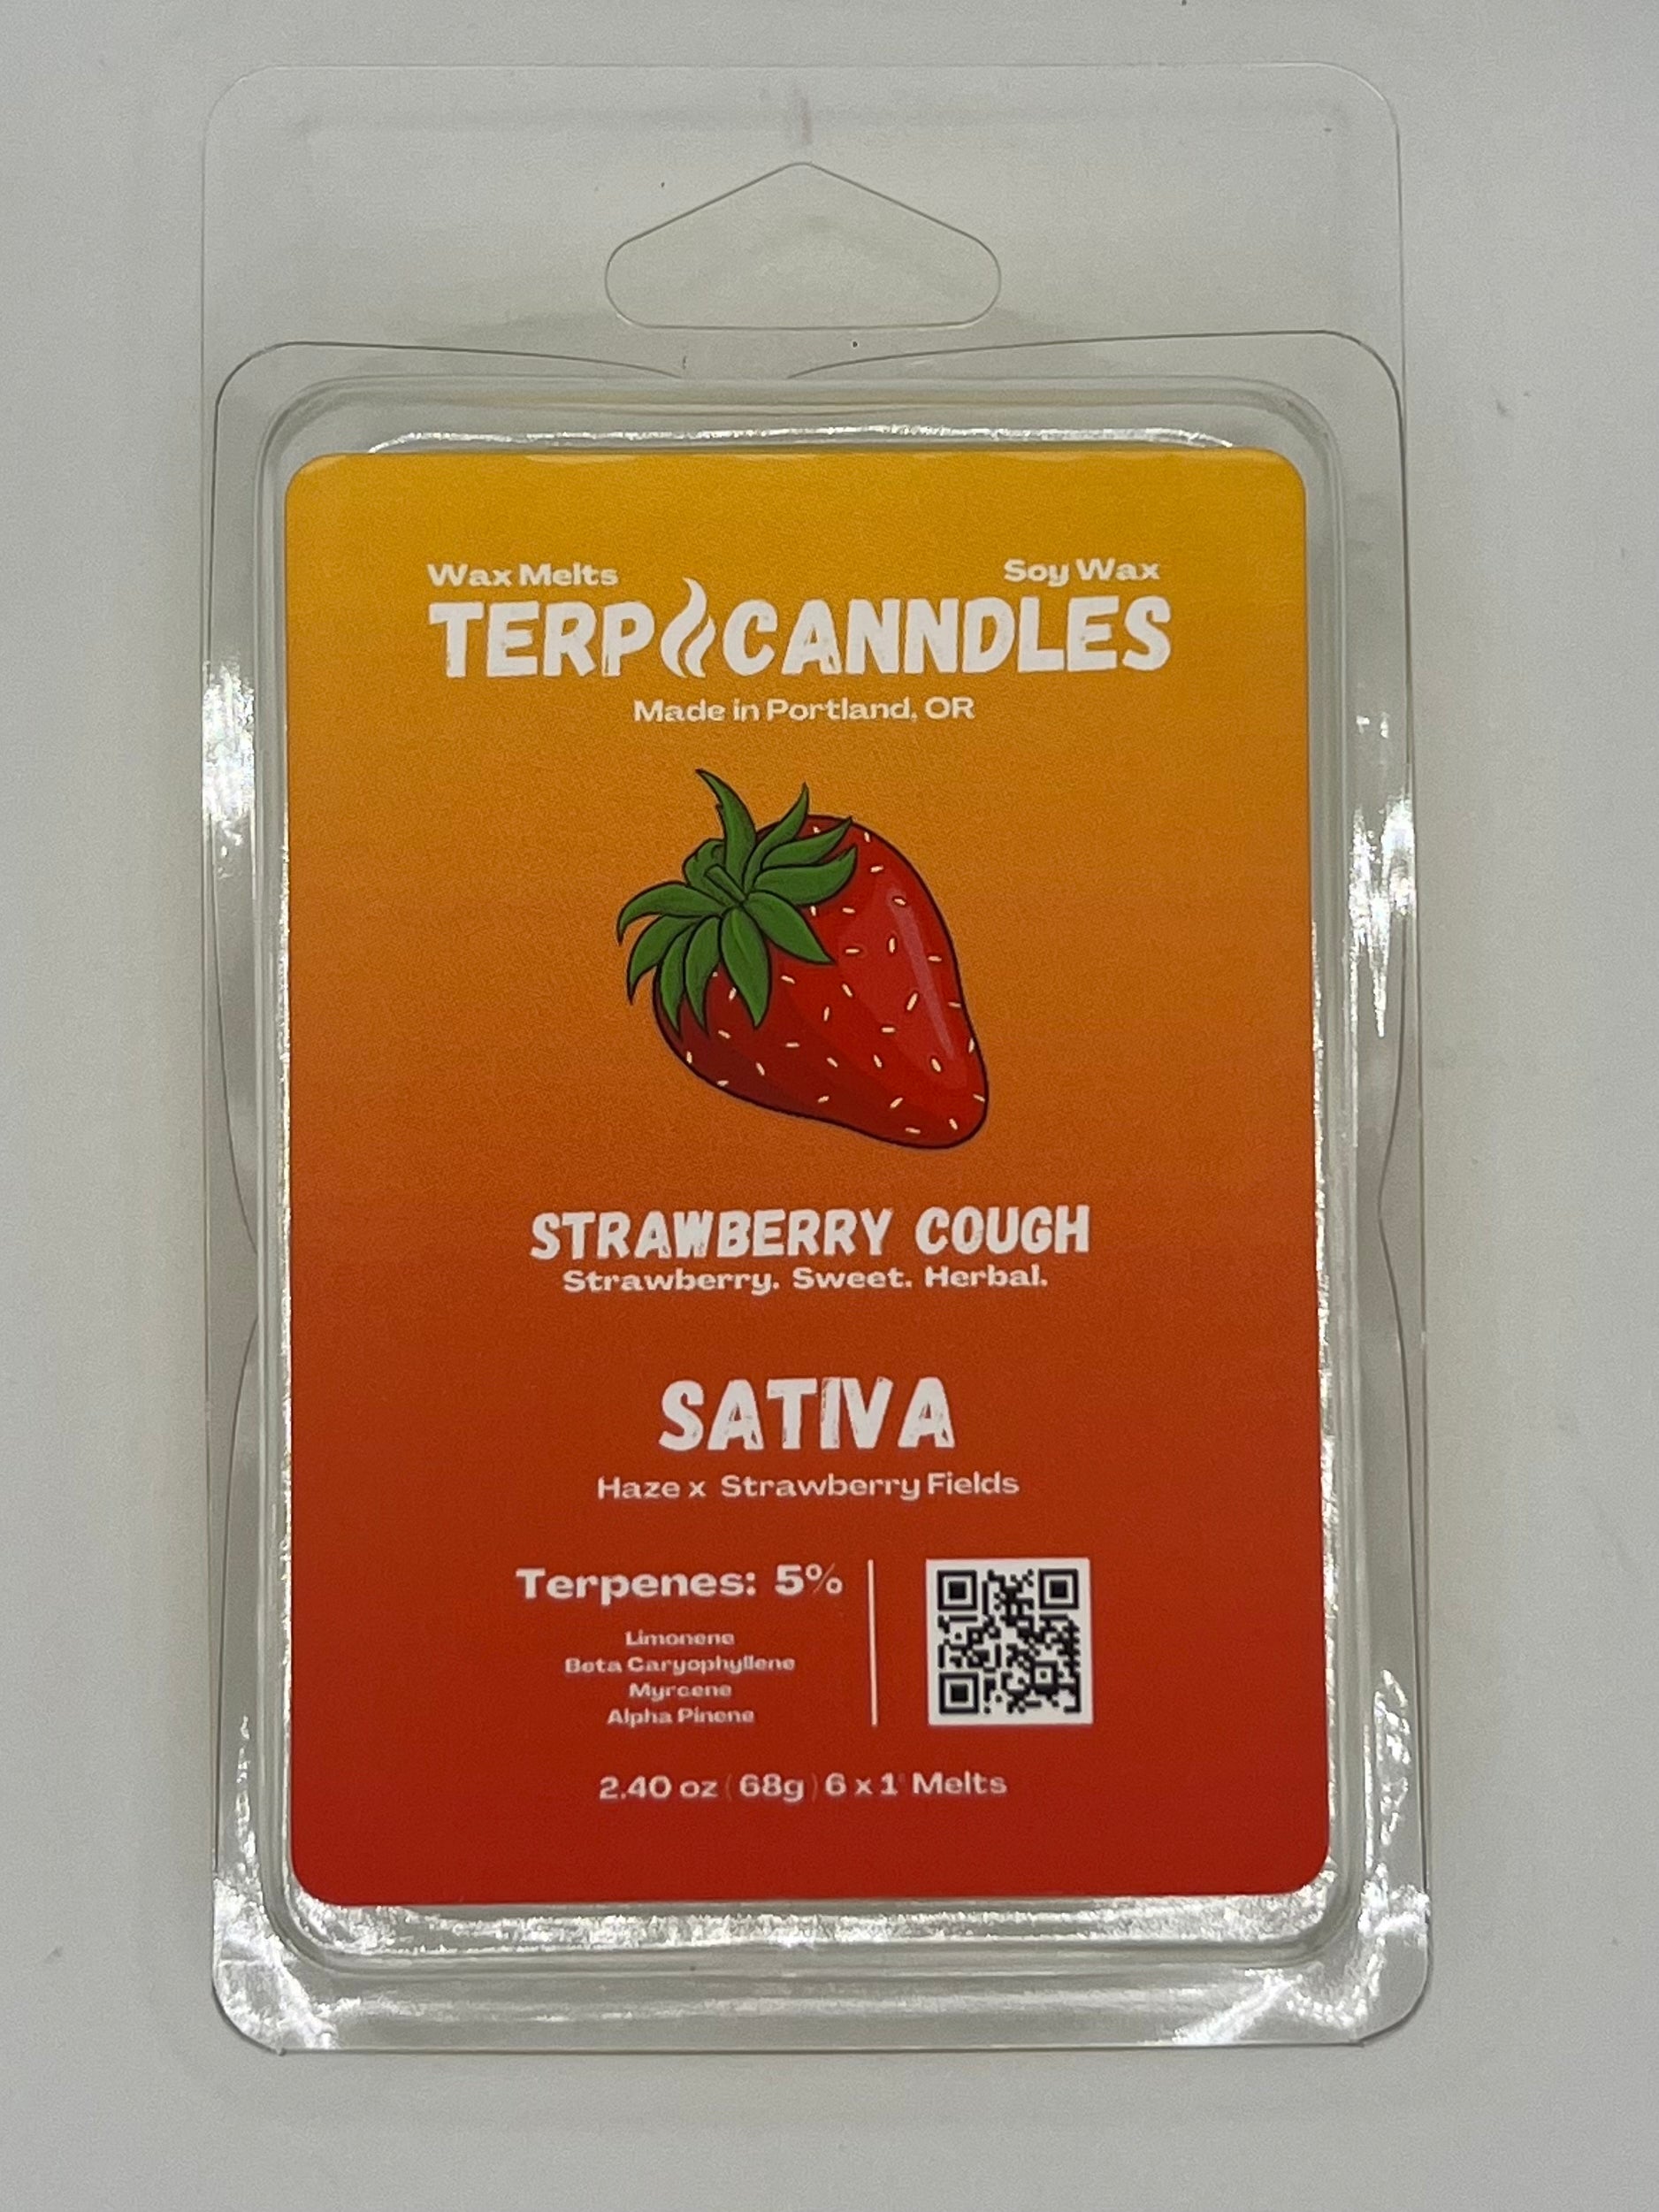 Wax Melts Soy Wax
TERP CANNDLES
Made in Portland, OR
STRAWBERRY COUGH
Strawberry. Sweet. Herbal.
SATIVA
Haze x Strawberry Fields
Terpenes: 5%
Limonene
Beta Caryophyllene
Myrcene
Alpha Pinene
2.40 oz (68g) 6 x 1" Melts